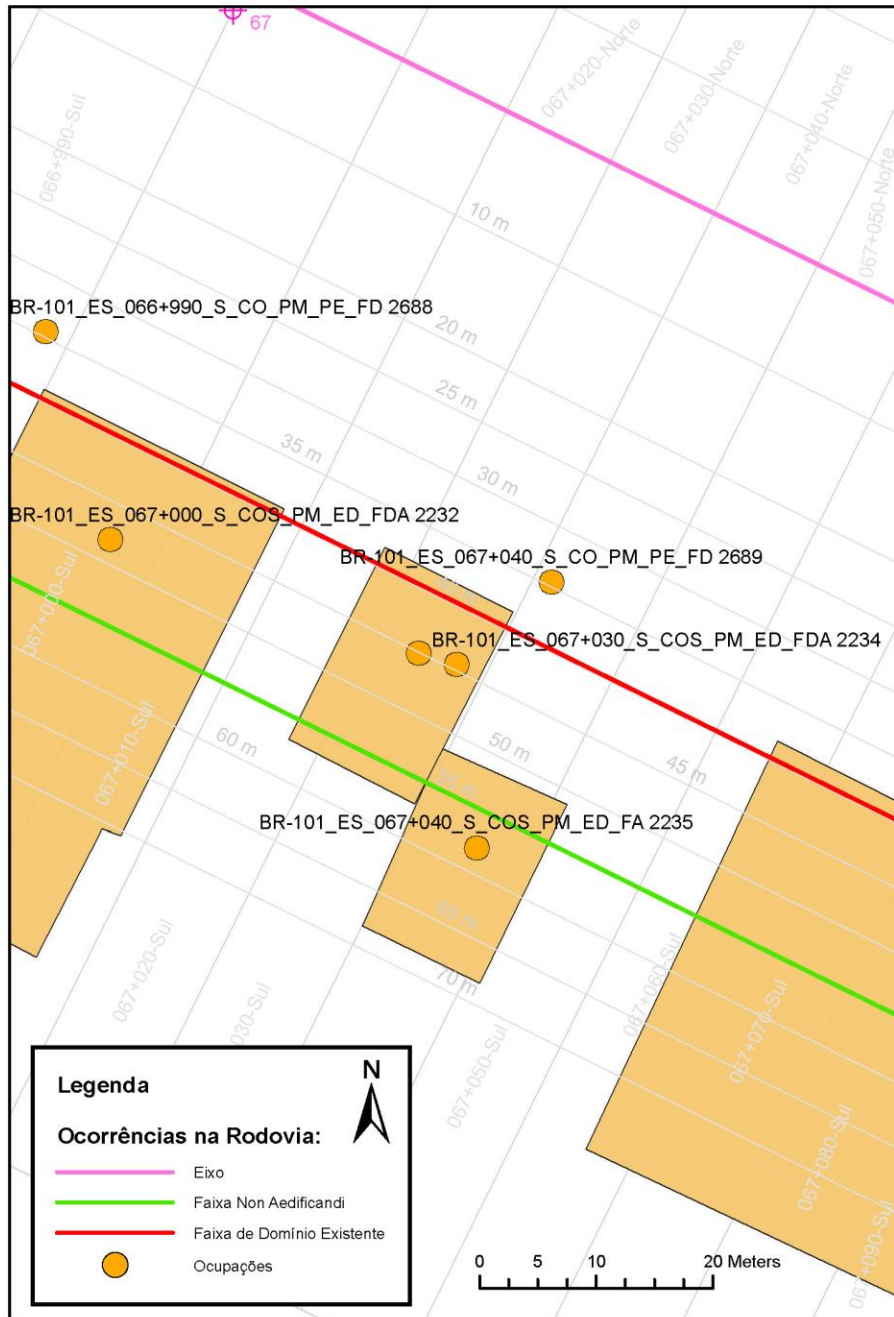 67
067+020-Norte
067+030-Norte
067+040-Norte
067+050-Norte
066+990-Sul
10 m
BR-101_ES_066+990_S_CO_PM_PE_FD 2688
20 m
25 m
35 m
30 m
BR-101_ES_067+000_S_COS_PM_ED_FDA 2232
BR-101_ES_067+040_S_CO_PM_PE_FD 2689
067+000-Sul
BR-101_ES_067+030_S_COS_PM_ED_FDA 2234
60 m
50 m
45 m
55 m
067+010-Sul
BR-101_ES_067+040_S_COS_PM_ED_FA 2235
65 m
70 m
067+020-Sul
030-Sul
067+050-Sul
067+060-Sul
067+070-Sul
067+080-Sul
067+090-Sul
Legenda
N
Ocorrências na Rodovia:
Eixo
Faixa Non Aedificandi
Faixa de Domínio Existente
Ocupações
0 5 10 20 Meters